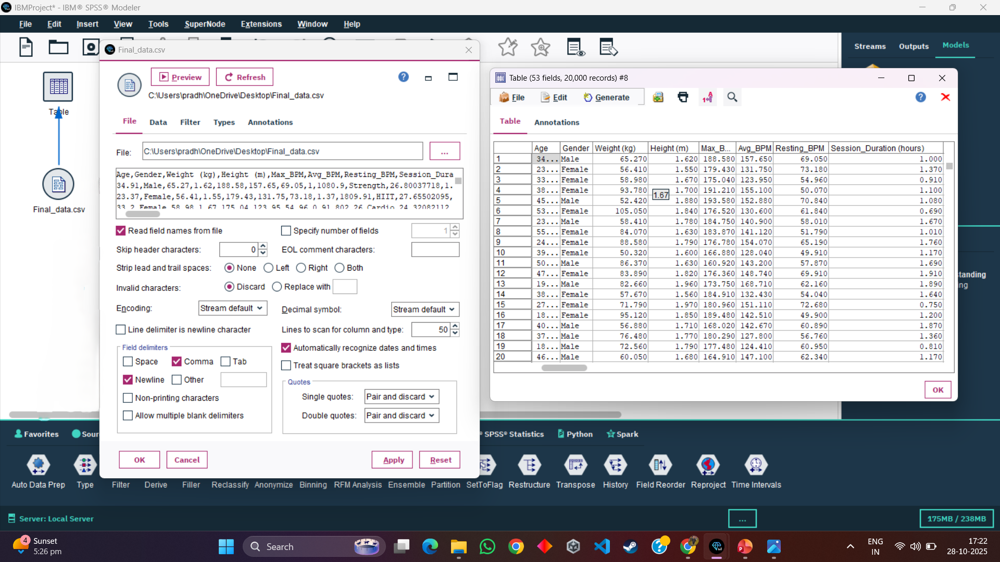 IBMProject* - IBM® SPSS® Modeler
File Edit Insert View Tools SuperNode Extensions Window Help
Streams Outputs Models
Table
Final_data.csv
Final_data.csv
Preview Refresh
C:\Users\pradh\OneDrive\Desktop\Final_data.csv
File Data Filter Types Annotations
File: C:\Users\pradh\OneDrive\Desktop\Final_data.csv ...
Age,Gender,Weight (kg),Height (m),Max_BPM,Avg_BPM,Resting_BPM,Session_Dura
34.91,Male,65.27,1.62,188.58,157.65,69.05,1,1080.9,Strength,26.80037718,1.
23.37,Female,56.41,1.55,179.43,131.75,73.18,1.37,1809.91,HIIT,27.65502095,
33.2,Female,58.98,1.67,175.04,123.95,54.96,0.91,802.26,Cardio,24.32082112
Read field names from file Specify number of fields 1
Skip header characters: 0 EOL comment characters:
Strip lead and trail spaces: None Left Right Both
Invalid characters: Discard Replace with
Encoding: Stream default Decimal symbol: Stream default
Line delimiter is newline character Lines to scan for column and type: 50
Field delimiters
Space Comma Tab
Newline Other
Non-printing characters
Allow multiple blank delimiters
Automatically recognize dates and times
Treat square brackets as lists
Quotes
Single quotes: Pair and discard
Double quotes: Pair and discard
OK Cancel Apply Reset
Table (53 fields, 20,000 records) #8
File Edit Generate
Table Annotations
Age Gender Weight (kg) Height (m) Max_B... Avg_BPM Resting_BPM Session_Duration (hours)
1 34... Male 65.270 1.620 188.580 157.650 69.050 1.000
2 23... Female 56.410 1.550 179.430 131.750 73.180 1.370
3 33... Female 58.980 1.670 175.040 123.950 54.960 0.910
4 38... Female 93.780 1.700 191.210 155.100 50.070 1.100
1.67
5 45... Male 52.420 1.880 193.580 152.880 70.840 1.080
6 53... Female 105.050 1.840 176.520 130.600 61.840 0.690
7 23... Male 58.410 1.780 184.750 140.900 58.010 1.670
8 55... Female 84.070 1.630 183.870 141.120 51.790 1.010
9 24... Female 88.580 1.790 176.780 154.070 65.190 1.760
10 39... Female 50.320 1.600 166.880 128.040 49.910 1.170
11 50... Male 86.370 1.630 160.920 143.200 57.870 1.690
12 47... Female 83.890 1.820 176.360 148.740 69.910 1.910
13 19... Male 82.660 1.960 173.750 168.710 62.160 1.890
14 38... Female 57.670 1.560 184.910 132.430 54.040 1.640
15 27... Female 71.790 1.970 180.960 151.110 72.680 0.750
16 18... Female 95.120 1.850 189.480 142.510 49.900 1.200
17 40... Male 56.880 1.710 168.020 142.670 60.890 1.870
18 37... Male 76.480 1.770 180.290 127.800 56.760 1.360
19 18... Male 72.560 1.790 177.480 124.410 60.950 0.810
20 46... Male 60.050 1.680 164.910 147.100 62.340 1.170
OK
tanding
ing
Favorites Sour ® SPSS® Statistics Python Spark
Auto Data Prep Type Filter Derive Filler Reclassify Anonymize Binning RFM Analysis Ensemble Partition SetToFlag Restructure Transpose History Field Reorder Reproject Time Intervals
Server: Local Server ... 175MB / 238MB
4 Sunset
5:26 pm
Search
ENG
IN
17:22
28-10-2025